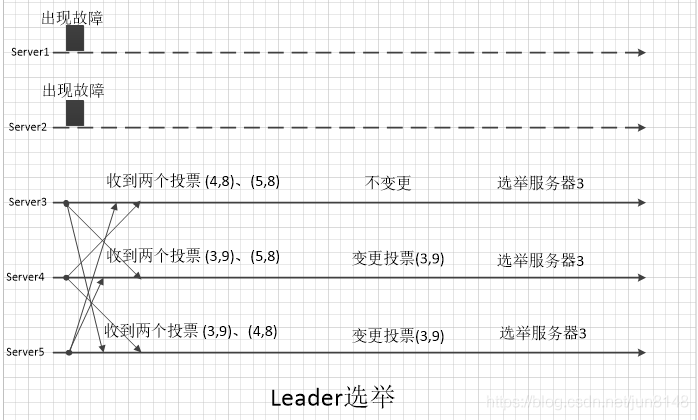 出现故障
Server1
出现故障
Server2
收到两个投票 (4,8)、(5,8) 不变更 选举服务器3
Server3
收到两个投票 (3,9)、(5,8) 变更投票(3,9) 选举服务器3
Server4
收到两个投票 (3,9)、(4,8) 变更投票(3,9) 选举服务器3
Server5
Leader选举
https://blog.csdn.net/jun8148